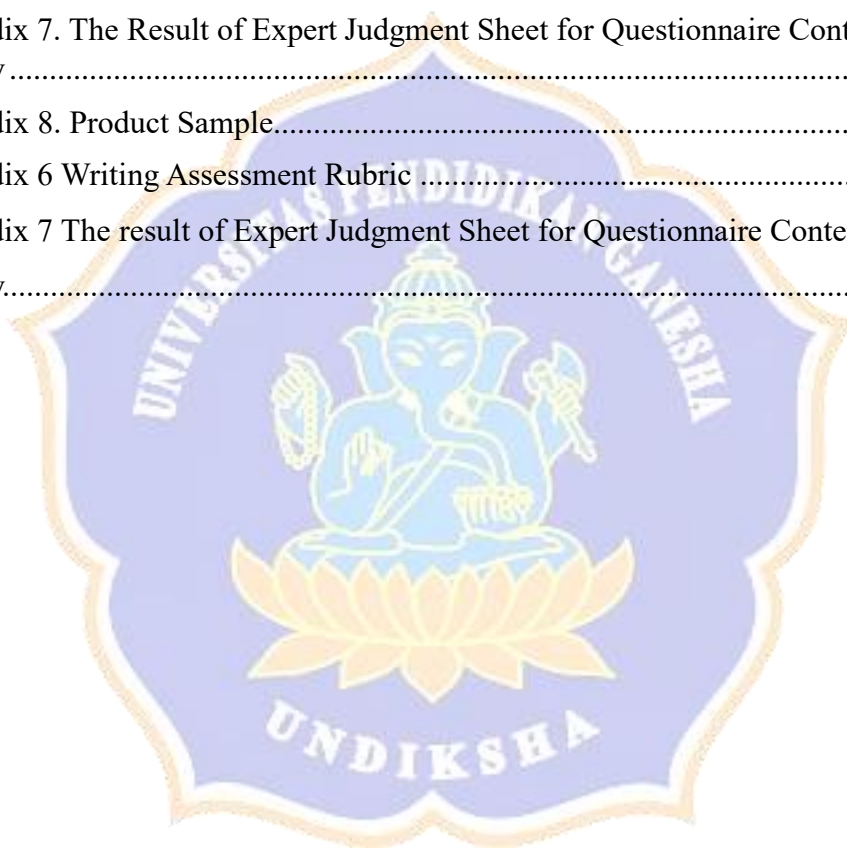 dix 7. The Result of Expert Judgment Sheet for Questionnaire Cont
y ........................................................................................................
dix 8. Product Sample........................................................................
dix 6 Writing Assessment Rubric ......................................................
dix 7 The result of Expert Judgment Sheet for Questionnaire Conte
y.........................................................................................................
UNIVERSITAS PENDIDIKAN GANESHA
UNDIKSHA